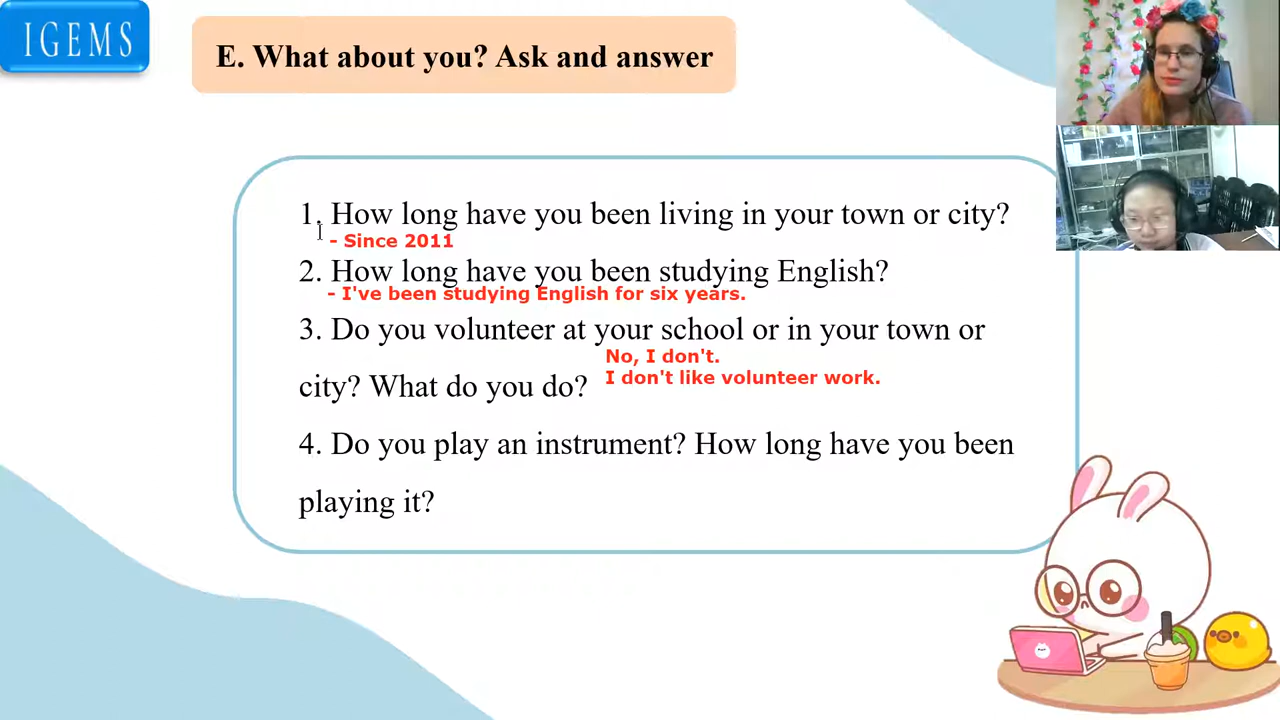 IGEMS
E. What about you? Ask and answer
1. How long have you been living in your town or city?
- Since 2011
2. How long have you been studying English?
- I've been studying English for six years.
3. Do you volunteer at your school or in your town or
No, I don't.
city? What do you do?
I don't like volunteer work.
4. Do you play an instrument? How long have you been
playing it?